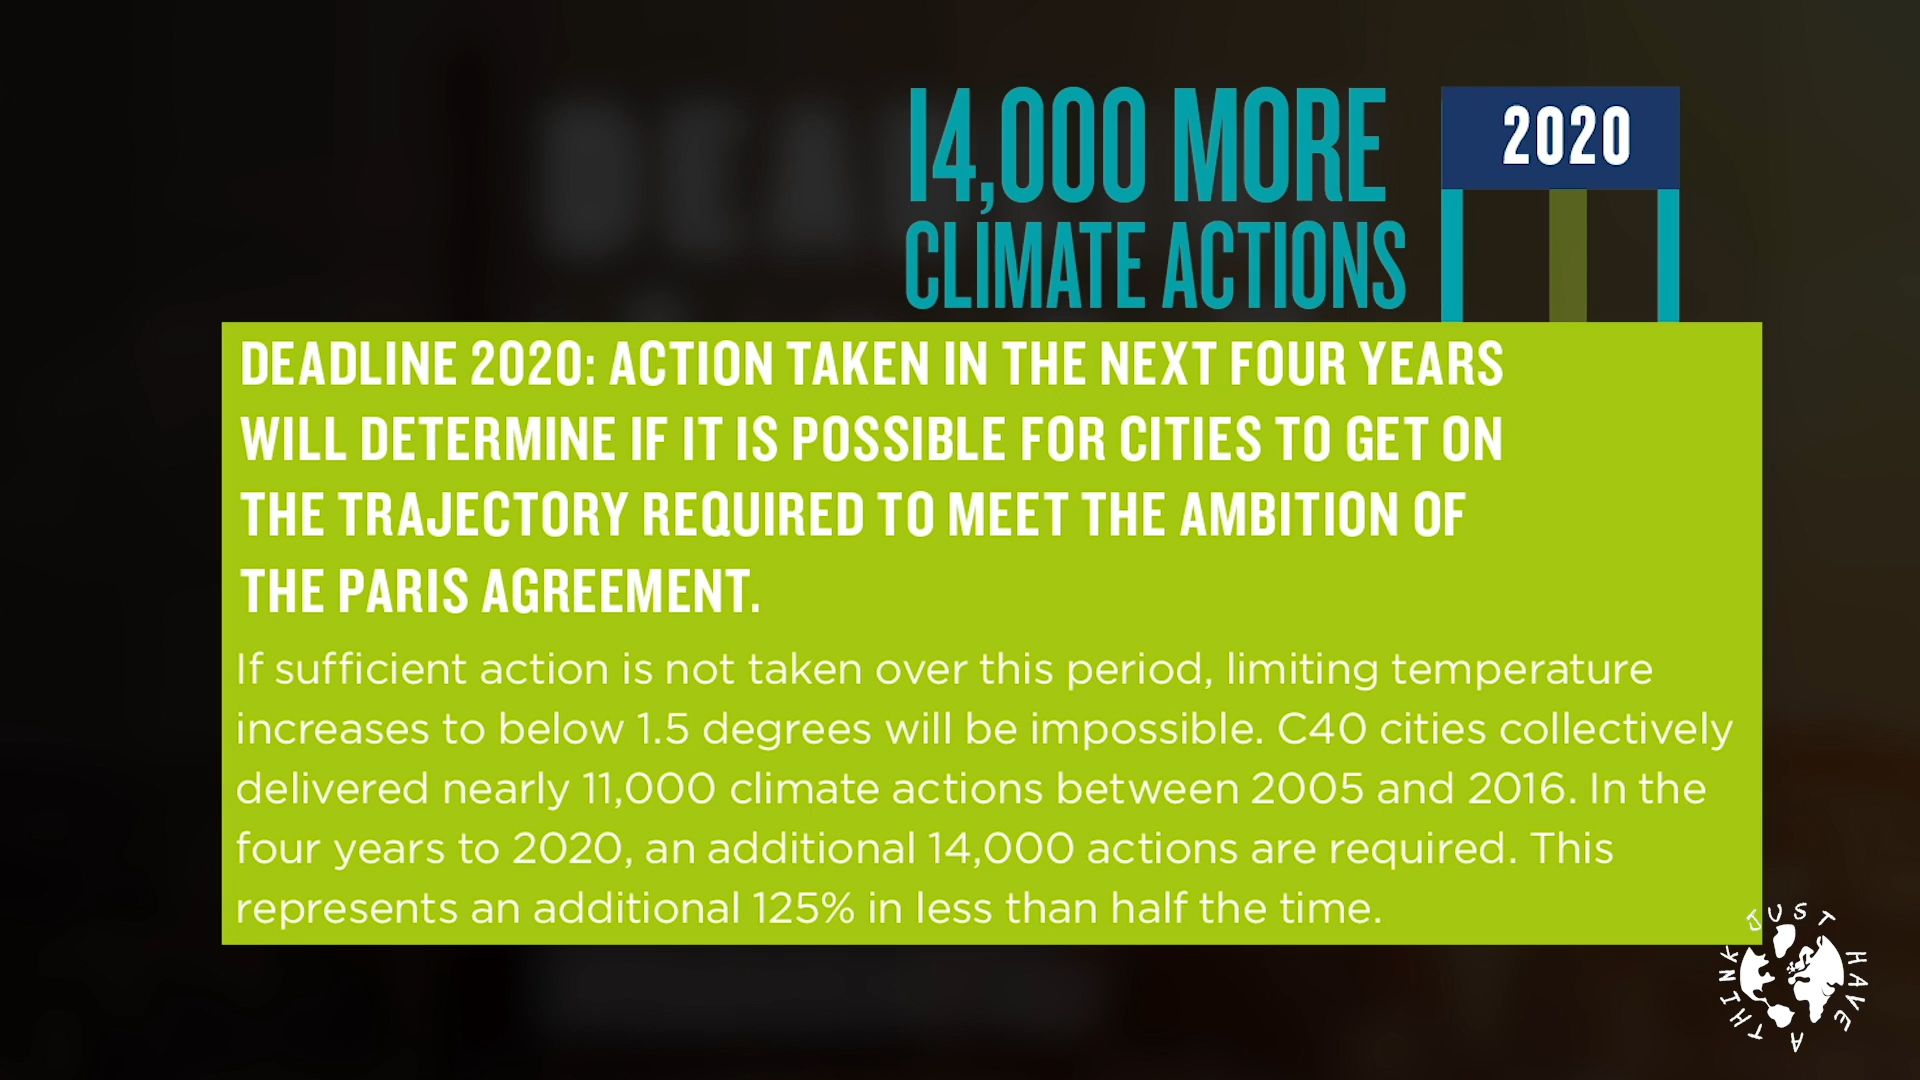 14,000 MORE
CLIMATE ACTIONS
2020
DEADLINE 2020: ACTION TAKEN IN THE NEXT FOUR YEARS
WILL DETERMINE IF IT IS POSSIBLE FOR CITIES TO GET ON
THE TRAJECTORY REQUIRED TO MEET THE AMBITION OF
THE PARIS AGREEMENT.
If sufficient action is not taken over this period, limiting temperature
increases to below 1.5 degrees will be impossible. C40 cities collectively
delivered nearly 11,000 climate actions between 2005 and 2016. In the
four years to 2020, an additional 14,000 actions are required. This
represents an additional 125% in less than half the time.
JUST HAVE A THINK